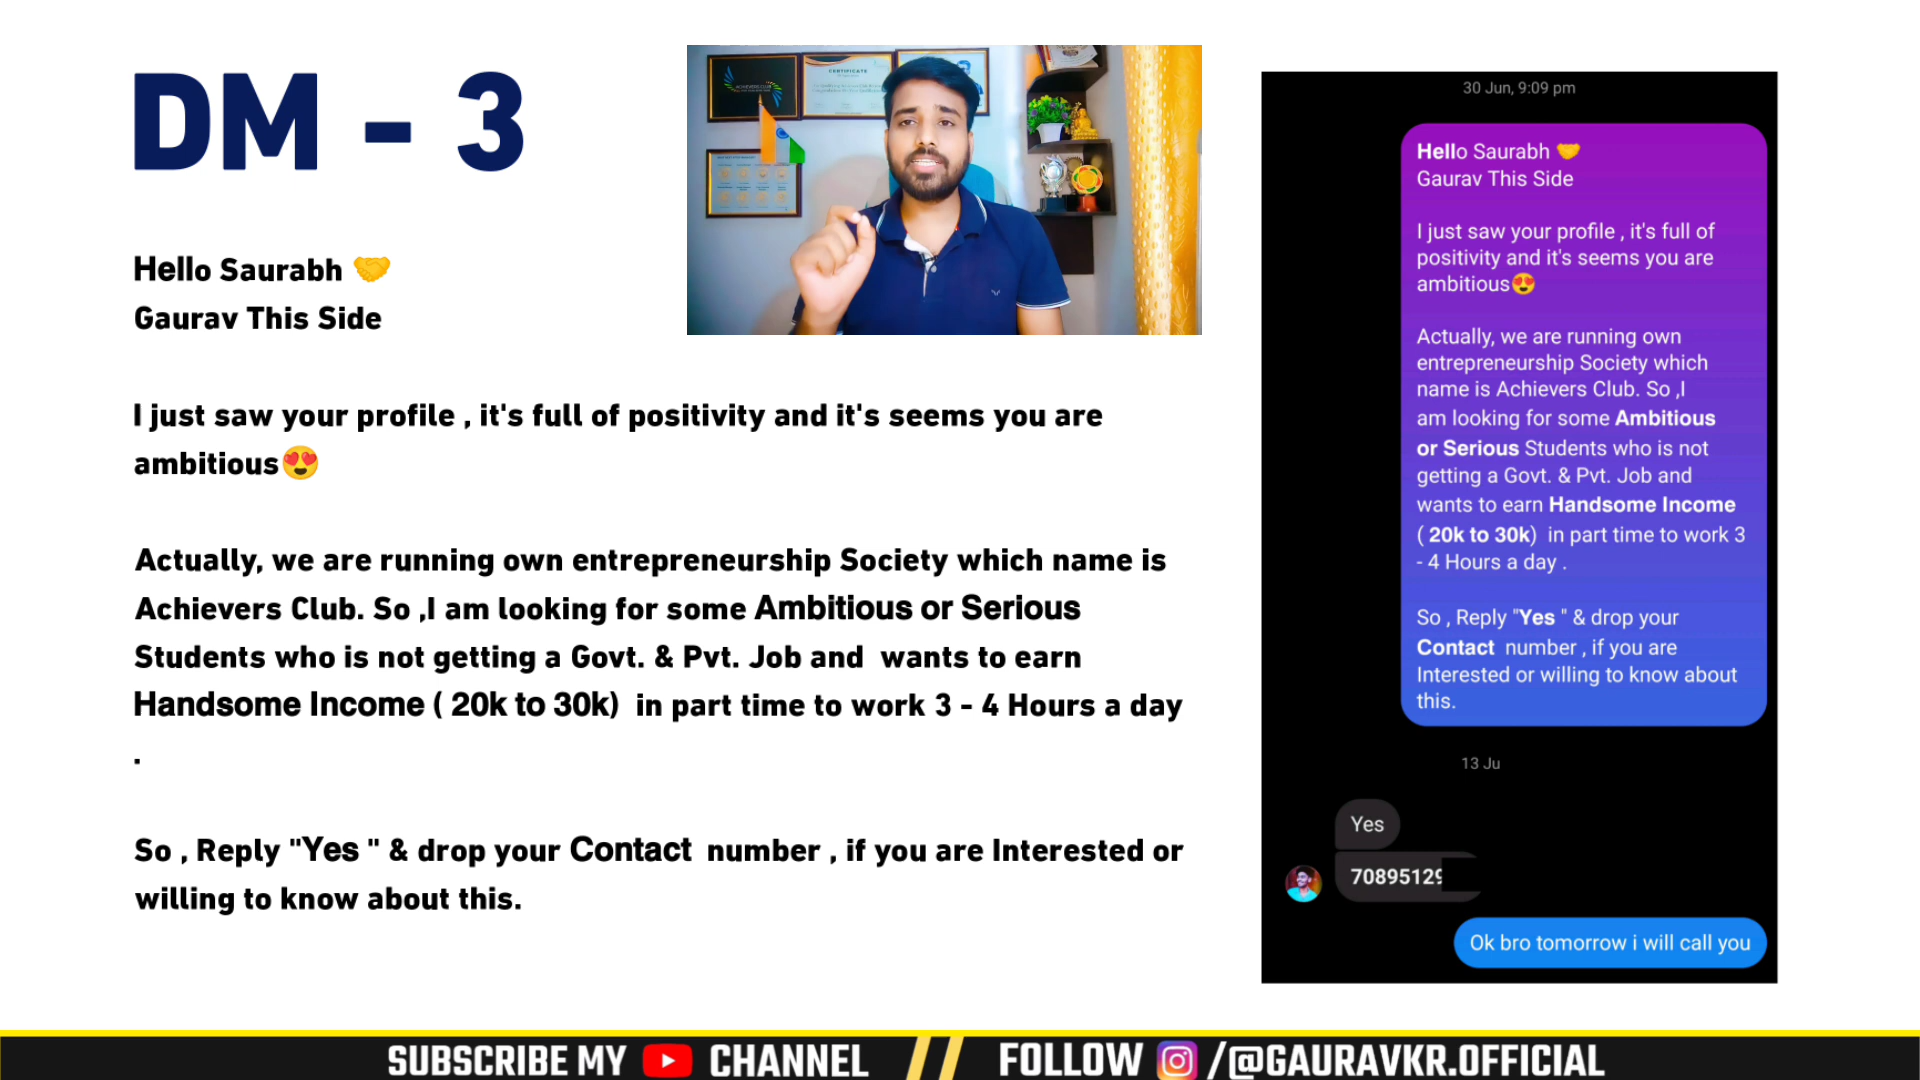 DM - 3
Hello Saurabh 🤝
Gaurav This Side
I just saw your profile , it's full of positivity and it's seems you are
ambitious😍
Actually, we are running own entrepreneurship Society which name is
Achievers Club. So ,I am looking for some Ambitious or Serious
Students who is not getting a Govt. & Pvt. Job and wants to earn
Handsome Income ( 20k to 30k) in part time to work 3 - 4 Hours a day
.
So , Reply "Yes " & drop your Contact number , if you are Interested or
willing to know about this.
ACHIEVERS CLUB
CERTIFICATE
30 Jun, 9:09 pm
Hello Saurabh 🤝
Gaurav This Side
I just saw your profile , it's full of
positivity and it's seems you are
ambitious😍
Actually, we are running own
entrepreneurship Society which
name is Achievers Club. So ,I
am looking for some Ambitious
or Serious Students who is not
getting a Govt. & Pvt. Job and
wants to earn Handsome Income
( 20k to 30k) in part time to work 3
- 4 Hours a day .
So , Reply "Yes " & drop your
Contact number , if you are
Interested or willing to know about
this.
13 Ju
Yes
70895129
Ok bro tomorrow i will call you
SUBSCRIBE MY CHANNEL // FOLLOW /@GAURAVKR.OFFICIAL